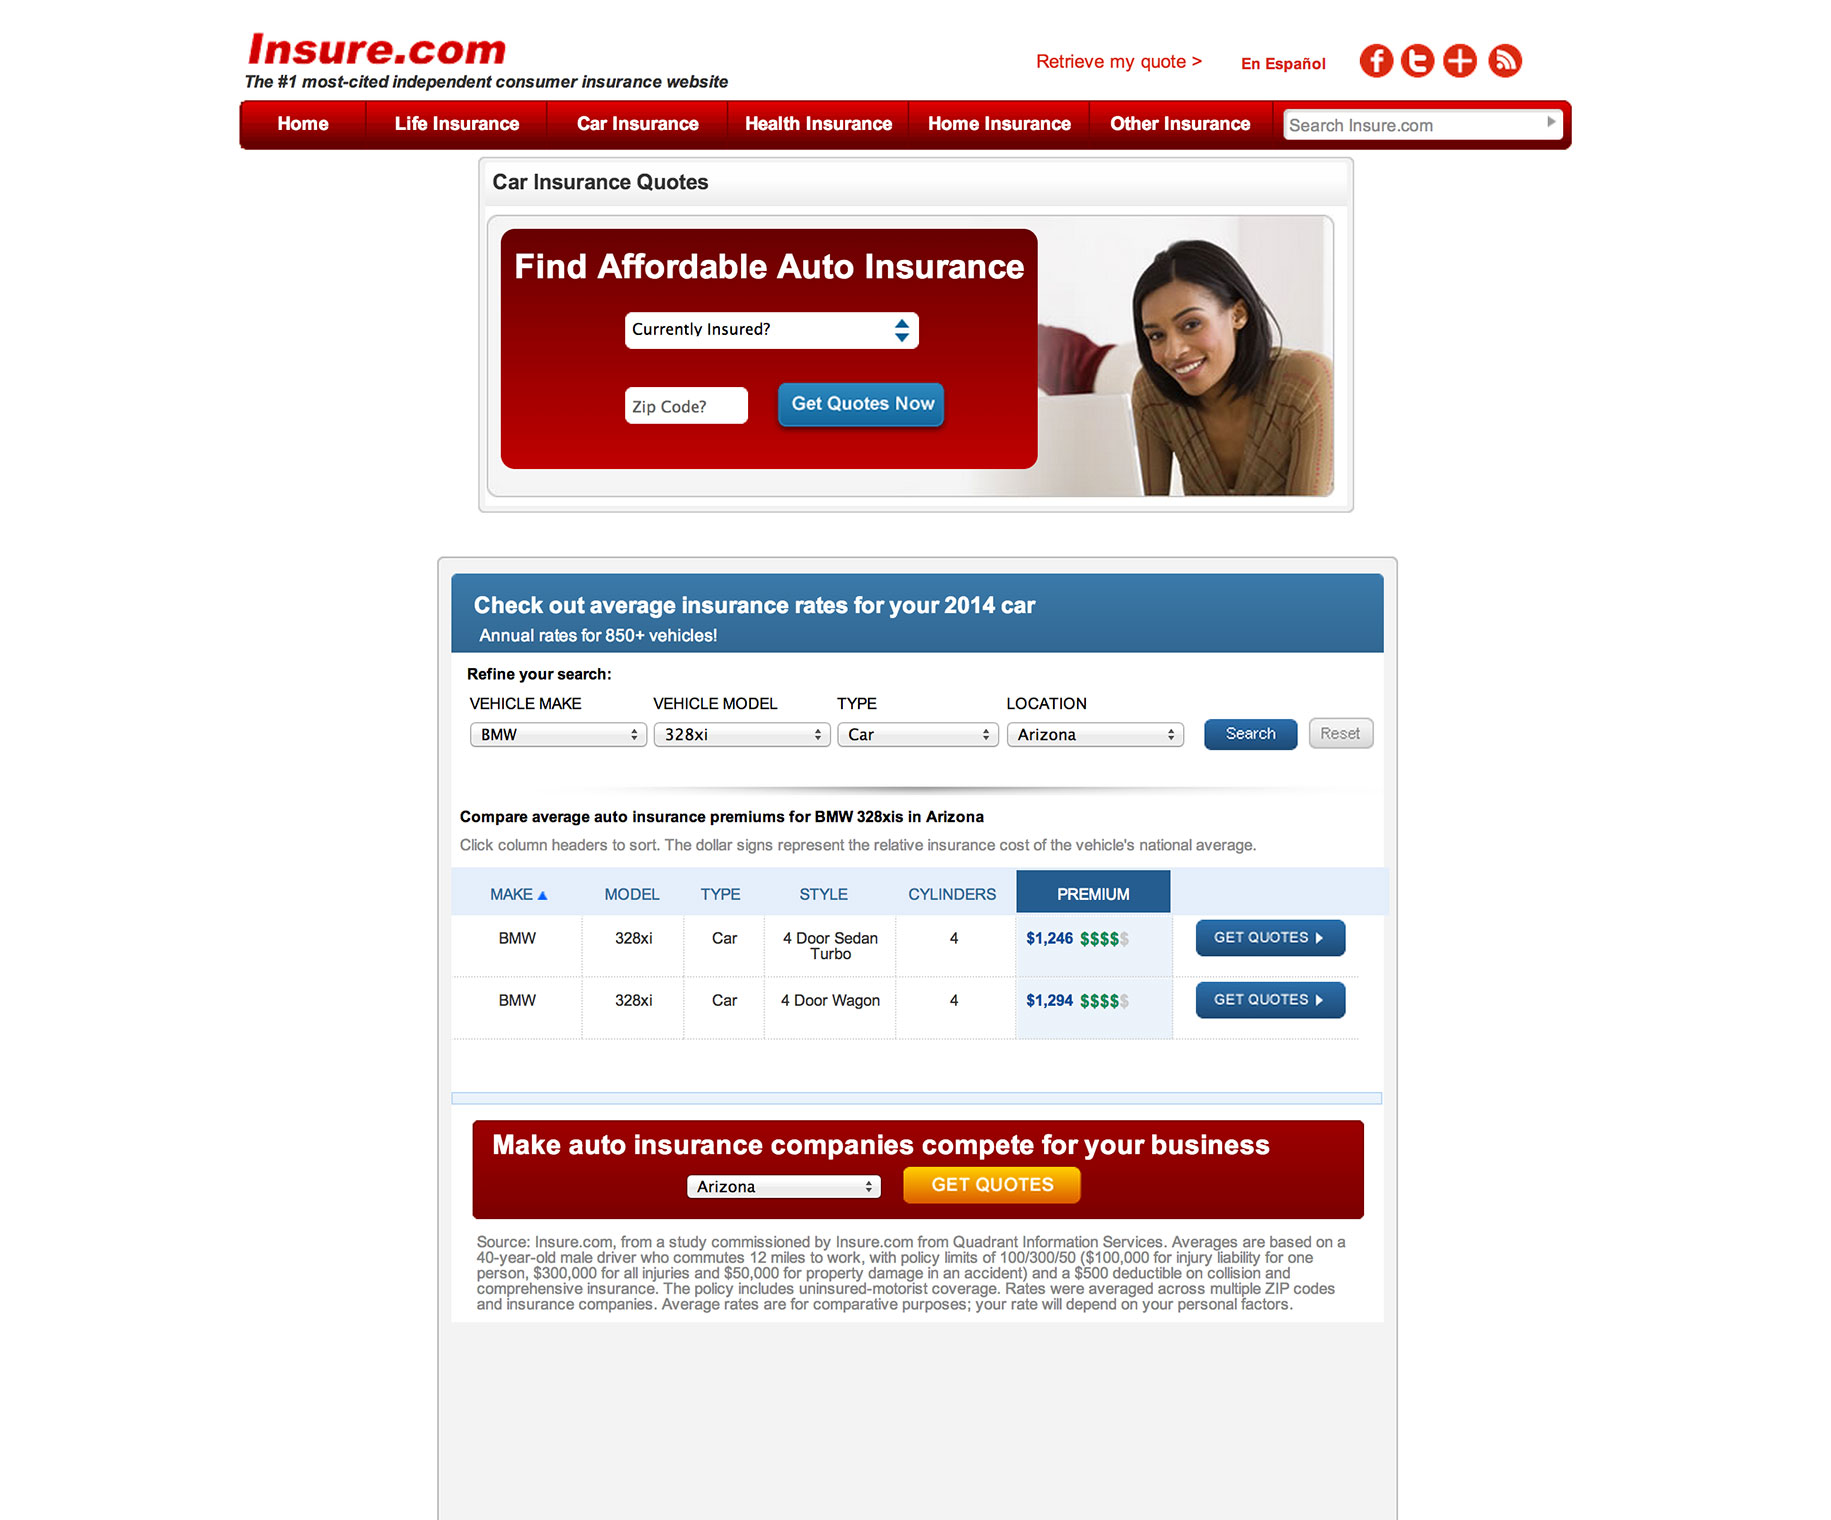 Insure.com
The #1 most-cited independent consumer insurance website
Retrieve my quote >
En Español
Home
Life Insurance
Car Insurance
Health Insurance
Home Insurance
Other Insurance
Search Insure.com
Car Insurance Quotes
Find Affordable Auto Insurance
Currently Insured?
Zip Code?
Get Quotes Now
Check out average insurance rates for your 2014 car
Annual rates for 850+ vehicles!
Refine your search:
VEHICLE MAKE VEHICLE MODEL TYPE LOCATION
BMW 328xi Car Arizona Search Reset
Compare average auto insurance premiums for BMW 328xis in Arizona
Click column headers to sort. The dollar signs represent the relative insurance cost of the vehicle's national average.
MAKE MODEL TYPE STYLE CYLINDERS PREMIUM
BMW 328xi Car 4 Door Sedan 4 $1,246 $$$$$ GET QUOTES
Turbo
BMW 328xi Car 4 Door Wagon 4 $1,294 $$$$$ GET QUOTES
Make auto insurance companies compete for your business
Arizona GET QUOTES
Source: Insure.com, from a study commissioned by Insure.com from Quadrant Information Services. Averages are based on a
40-year-old male driver who commutes 12 miles to work, with policy limits of 100/300/50 ($100,000 for injury liability for one
person, $300,000 for all injuries and $50,000 for property damage in an accident) and a $500 deductible on collision and
comprehensive insurance. The policy includes uninsured-motorist coverage. Rates were averaged across multiple ZIP codes
and insurance companies. Average rates are for comparative purposes; your rate will depend on your personal factors.